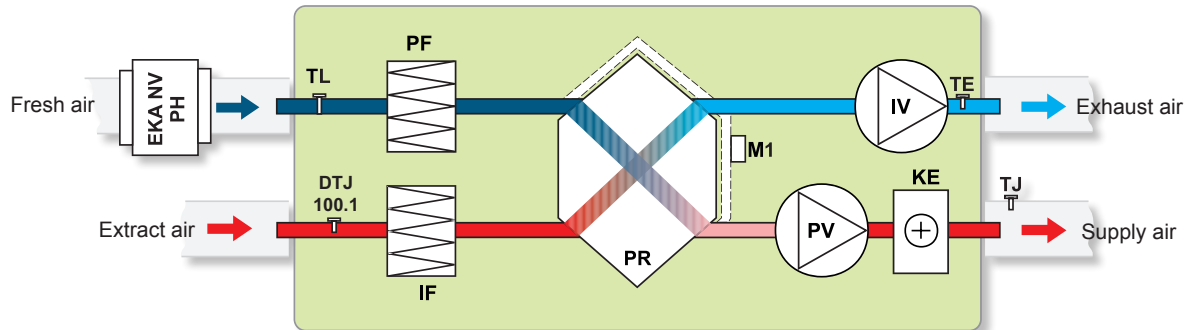 PF
TL
TE
Fresh air
EKA NV
PH
IV
Exhaust air
M1
DTJ
100.1
KE
TJ
Extract air
PV
Supply air
PR
IF